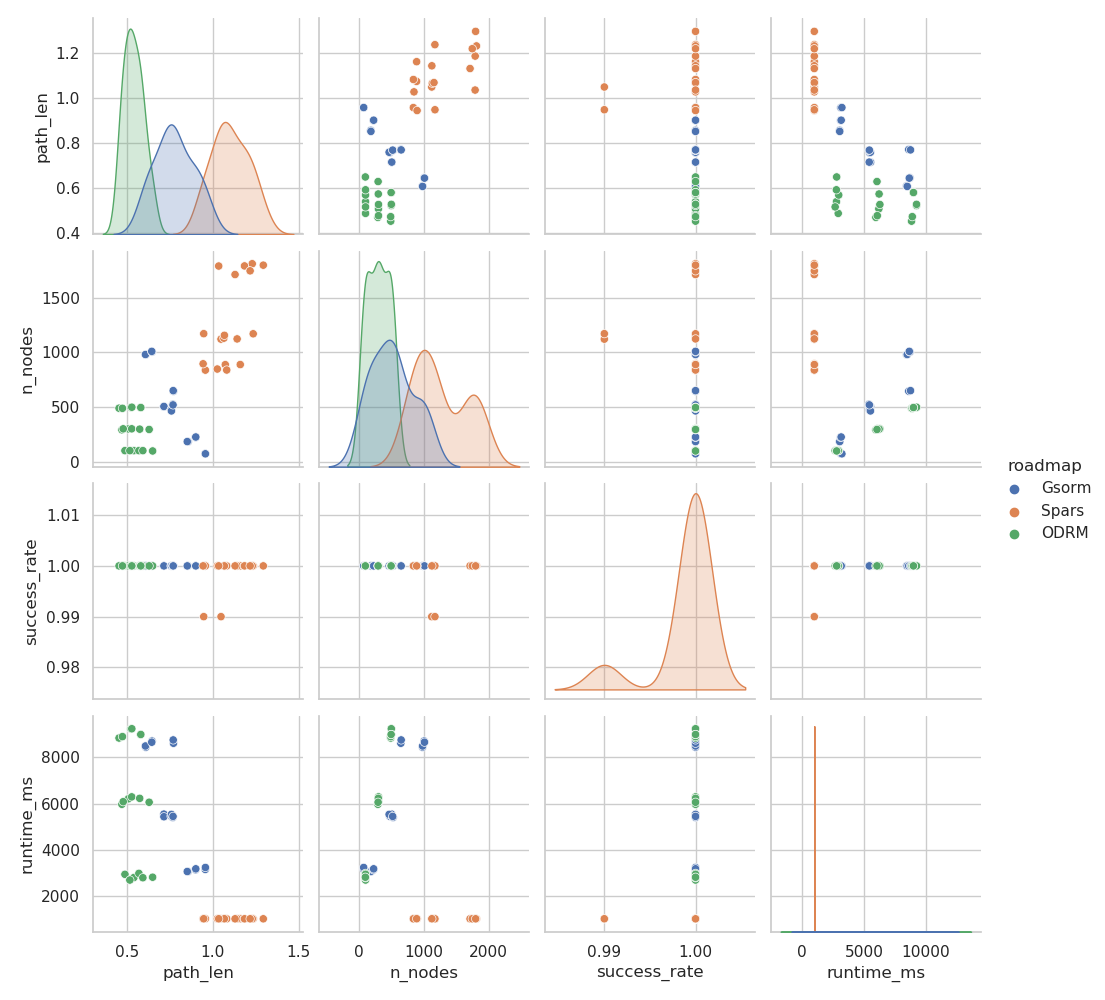 1.2
1.0
0.8
0.6
0.4
path_len
1500
1000
500
0
n_nodes
roadmap
Gsorm
Spars
ODRM
1.01
1.00
0.99
0.98
success_rate
8000
6000
4000
2000
runtime_ms
0.5 1.0 1.5 0 1000 2000 0.99 1.00 0 5000 10000
path_len n_nodes success_rate runtime_ms